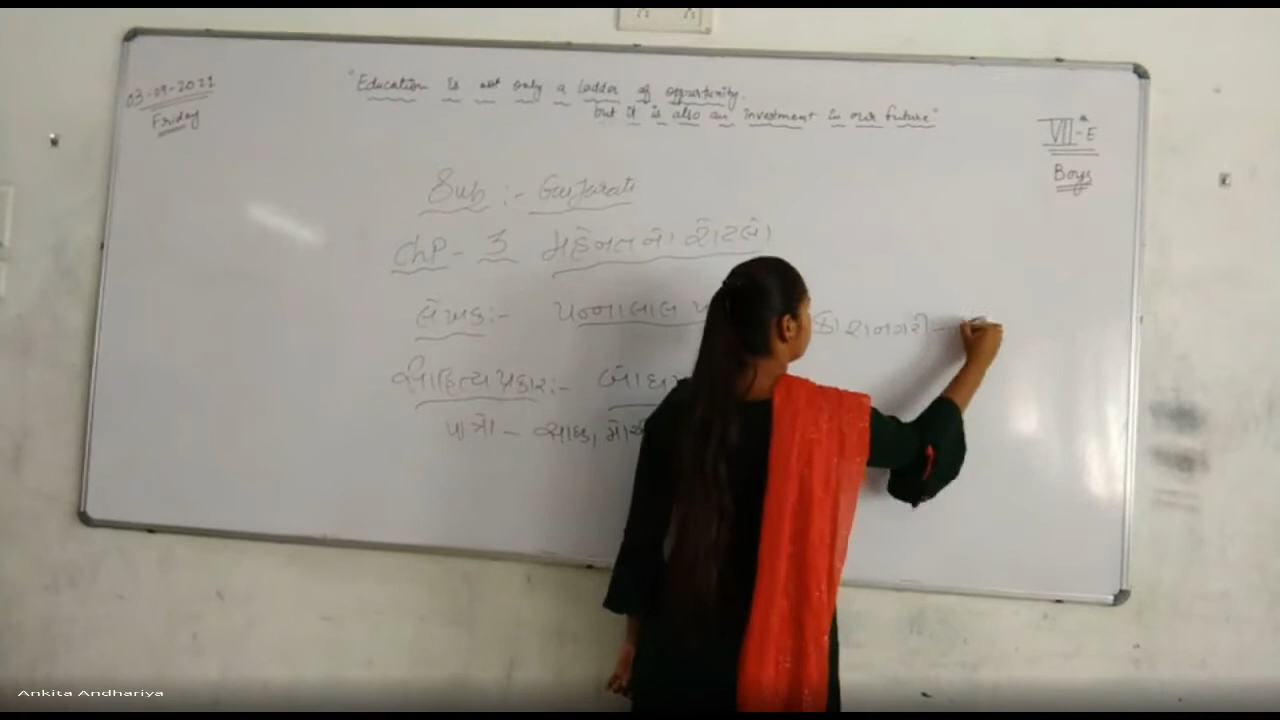 03-09-2021
Friday
"Education is not only a ladder of opportunity.
but it is also an investment in our future"
VII-E
Boys
Sub :- Gujarati
ChP - 3 મહેનતનો રોટલો
લેખક:- પન્નાલાલ
સાહિત્યપ્રકાર:-
પાત્રો -
Ankita Andhariya